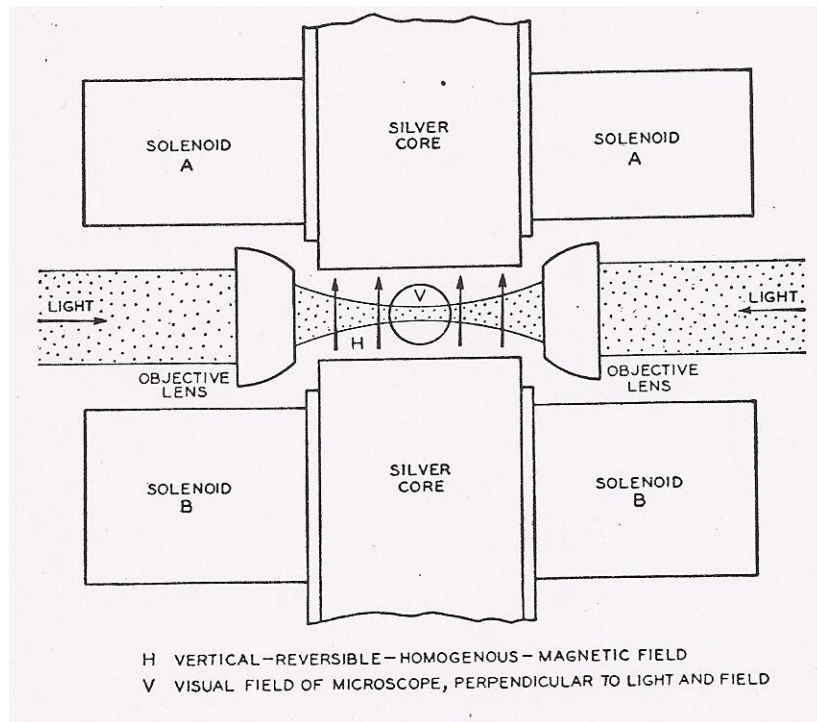 SOLENOID
A
SILVER
CORE
SOLENOID
A
LIGHT
V
LIGHT
H
OBJECTIVE
LENS
OBJECTIVE
LENS
SOLENOID
B
SILVER
CORE
SOLENOID
B
H VERTICAL-REVERSIBLE-HOMOGENOUS-MAGNETIC FIELD
V VISUAL FIELD OF MICROSCOPE, PERPENDICULAR TO LIGHT AND FIELD